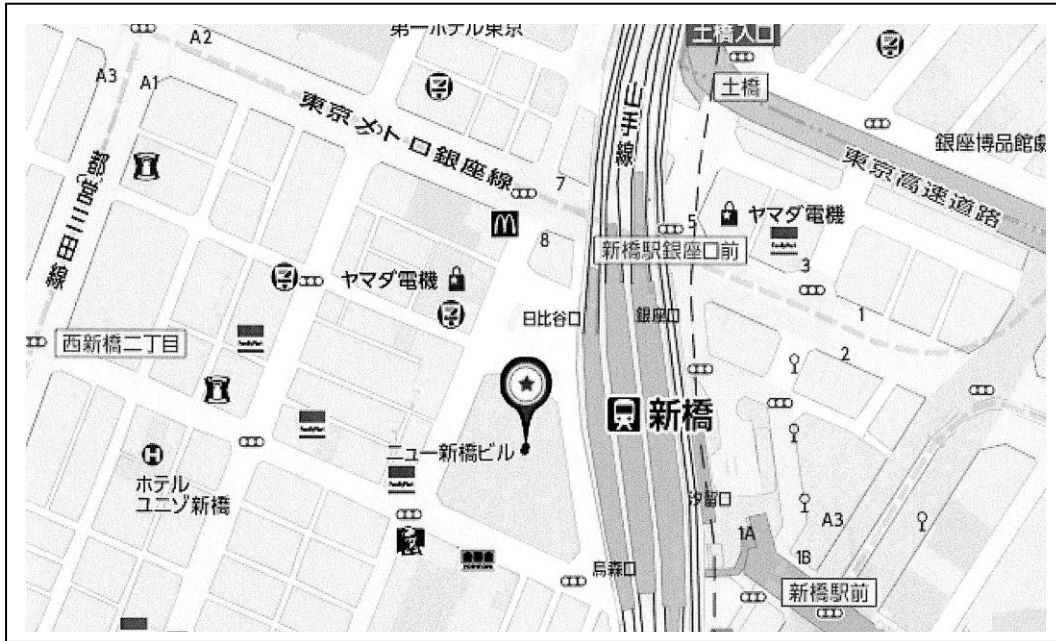 第一ホテル東京
土橋入口
A2
土橋
A3
A1
山手線
東京メトロ銀座線
銀座博品館劇
東京高速道路
7
都営三田線
5
ヤマダ電機
8
新橋駅銀座口前
FamilyMart
3
ヤマダ電機
日比谷口
銀座口
1
西新橋二丁目
FamilyMart
2
新橋
FamilyMart
ニュー新橋ビル
FamilyMart
ホテル
ユニゾ新橋
汐留口
A3
1A
1B
烏森口
新橋駅前